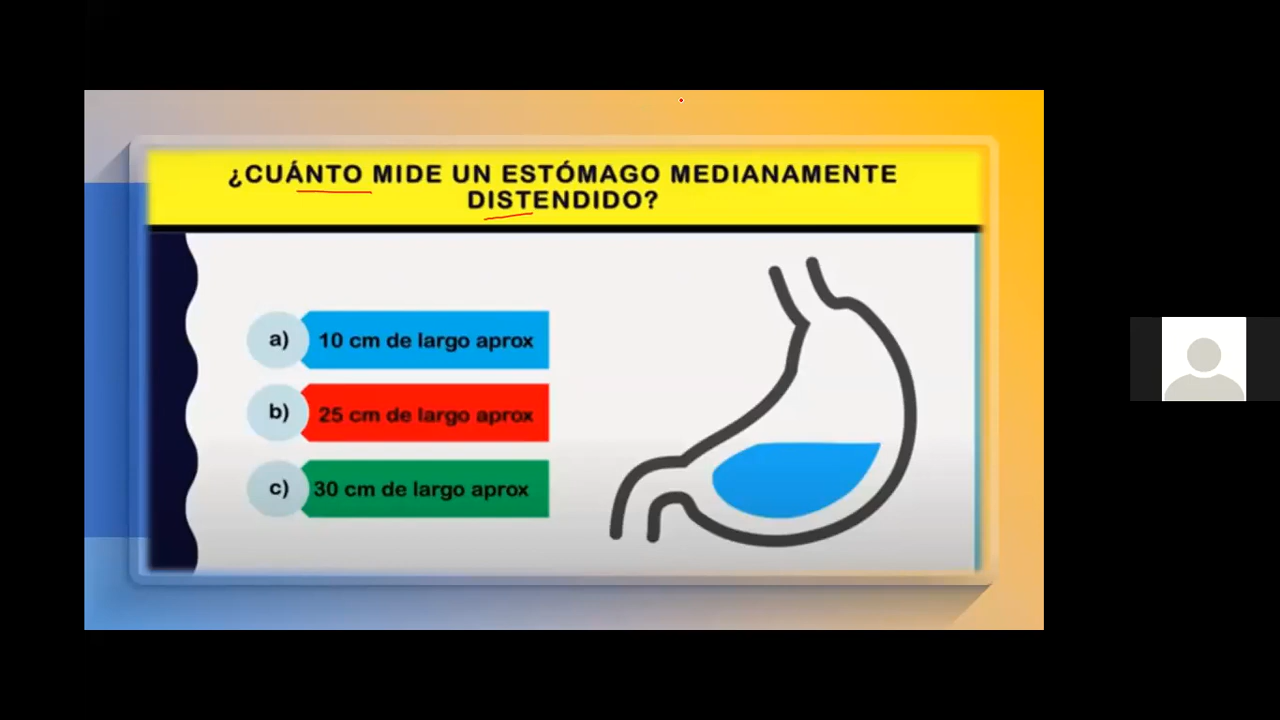 ¿CUÁNTO MIDE UN ESTÓMAGO MEDIANAMENTE
DISTENDIDO?
a) 10 cm de largo aprox
b) 25 cm de largo aprox
c) 30 cm de largo aprox